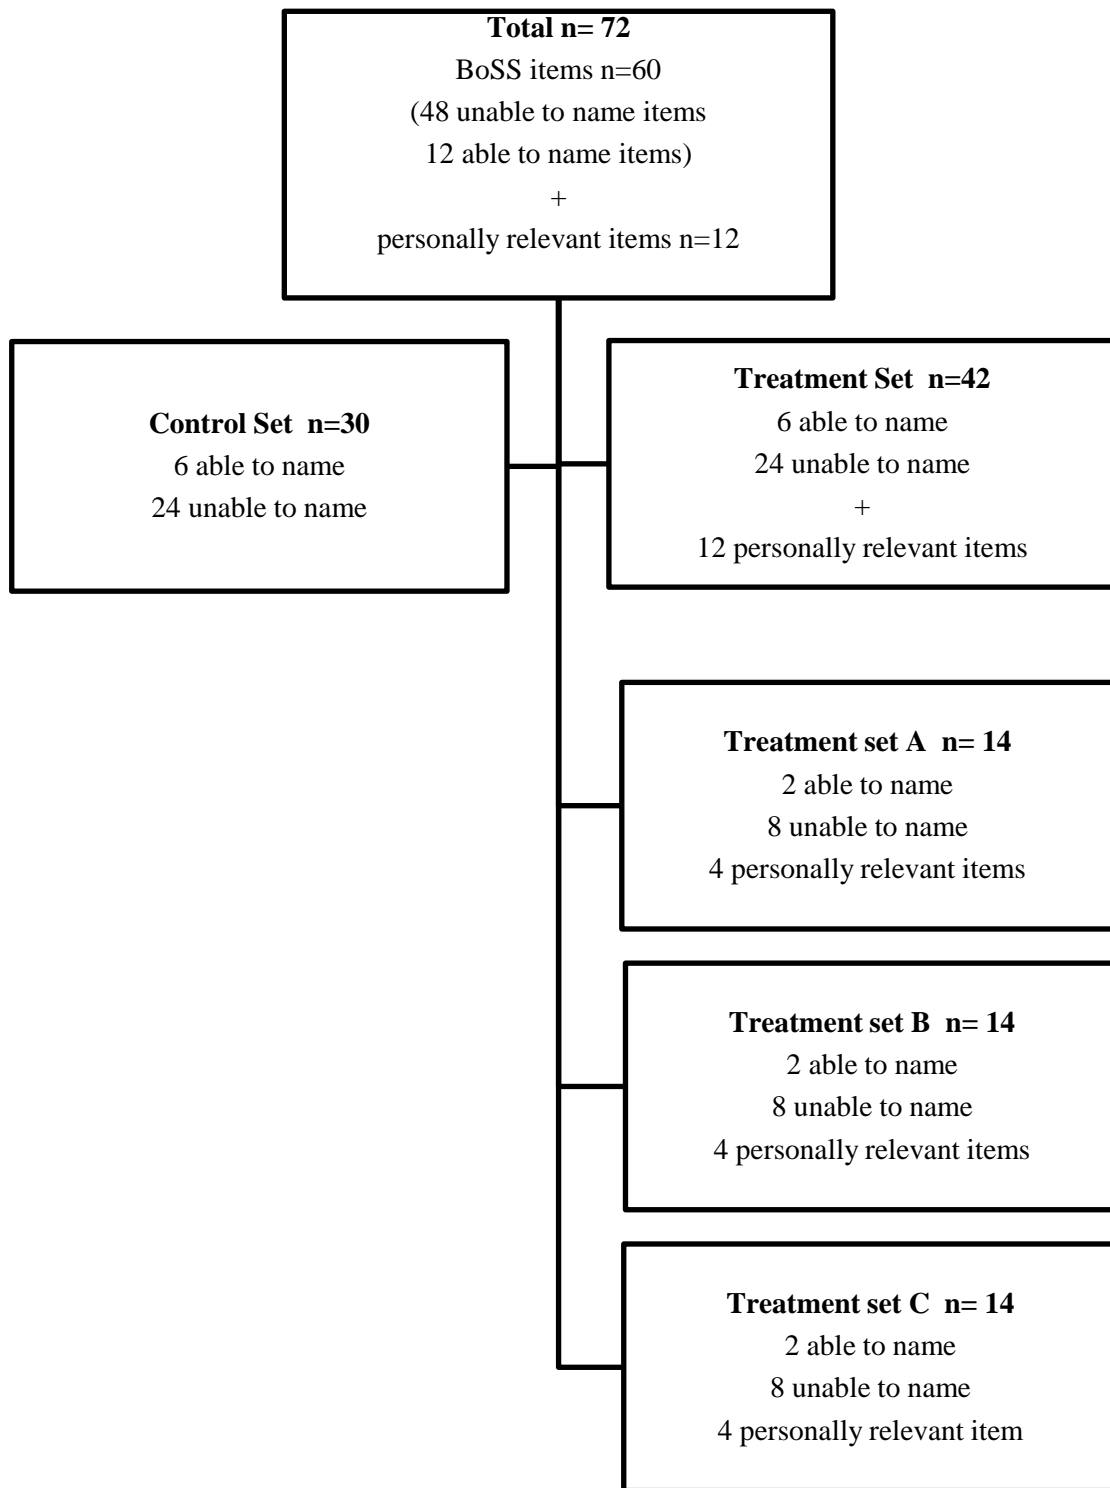 Total n= 72
BoSS items n=60
(48 unable to name items
12 able to name items)
+
personally relevant items n=12
Control Set  n=30
6 able to name
24 unable to name
Treatment Set  n=42
6 able to name
24 unable to name
+
12 personally relevant items
Treatment set A  n= 14
2 able to name
8 unable to name
4 personally relevant items
Treatment set B  n= 14
2 able to name
8 unable to name
4 personally relevant items
Treatment set C  n= 14
2 able to name
8 unable to name
4 personally relevant item